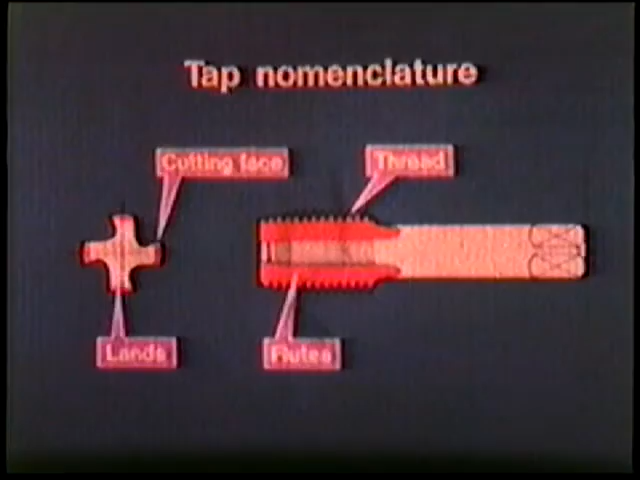 Tap nomenclature
Cutting face
Thread
Lands
Flutes